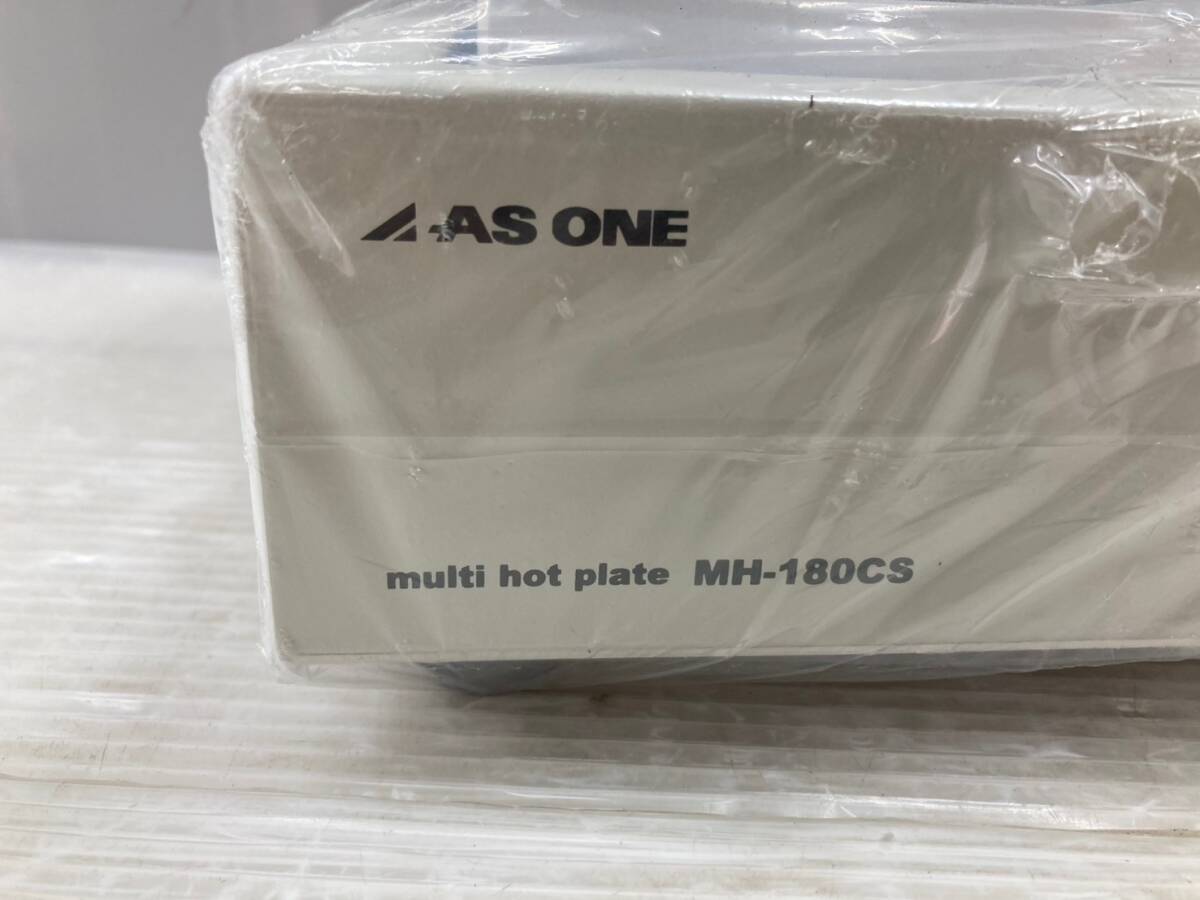 AS ONE
multi hot plate MH-180CS